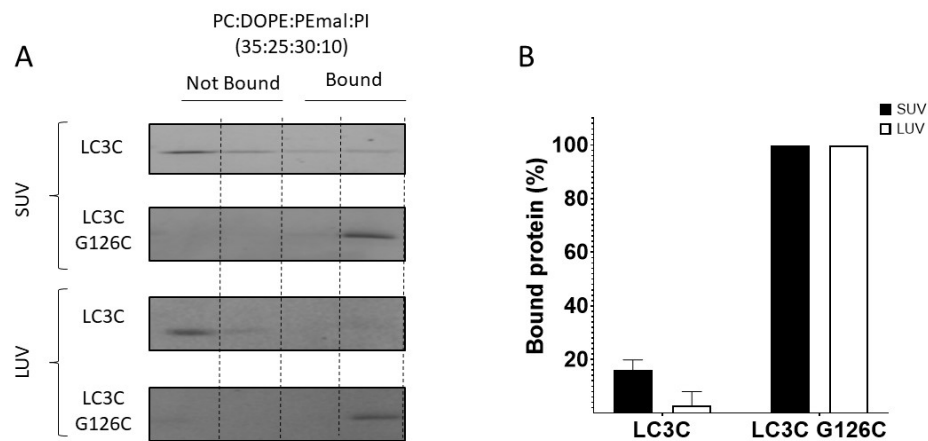 A
PC:DOPE:PEmal:PI
(35:25:30:10)
Not Bound
Bound
SUV
LC3C
LC3C
G126C
LUV
LC3C
LC3C
G126C
B
SUV
LUV
Bound protein (%)
100
80
60
40
20
LC3C
LC3C G126C